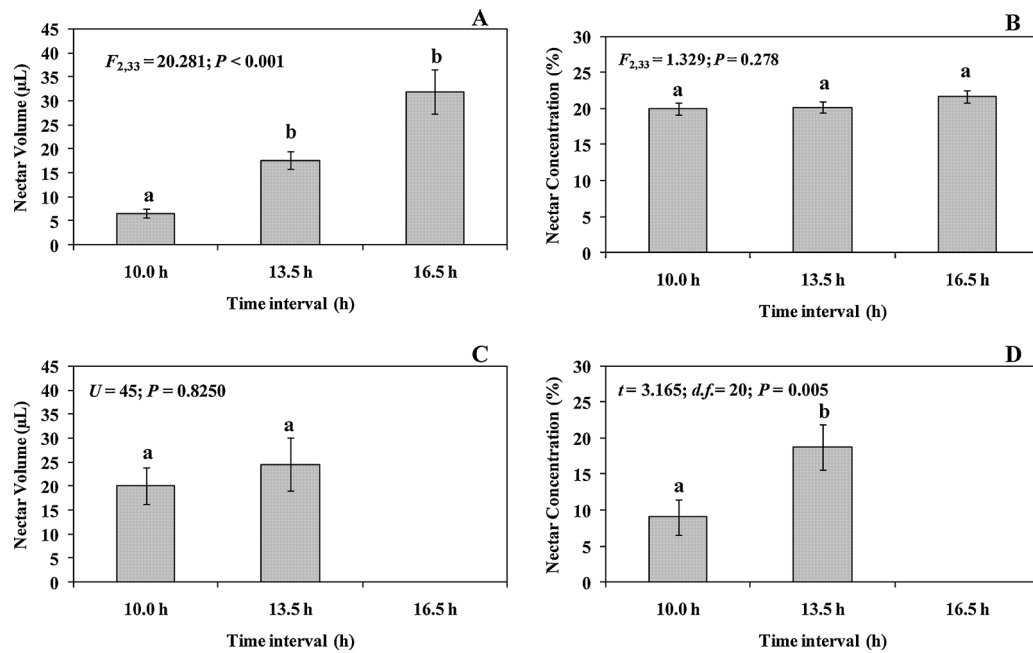 A
Nectar Volume (µL)
45
40
35
30
25
20
15
10
5
0
F2,33 = 20.281; P < 0.001
a
b
b
10.0 h
13.5 h
16.5 h
Time interval (h)
B
Nectar Concentration (%)
30
25
20
15
10
5
0
F2,33 = 1.329; P = 0.278
a
a
a
10.0 h
13.5 h
16.5 h
Time interval (h)
C
Nectar Volume (µL)
45
40
35
30
25
20
15
10
5
0
U = 45; P = 0.8250
a
a
10.0 h
13.5 h
16.5 h
Time interval (h)
D
Nectar Concentration (%)
30
25
20
15
10
5
0
t = 3.165; d.f.= 20; P = 0.005
a
b
10.0 h
13.5 h
16.5 h
Time interval (h)